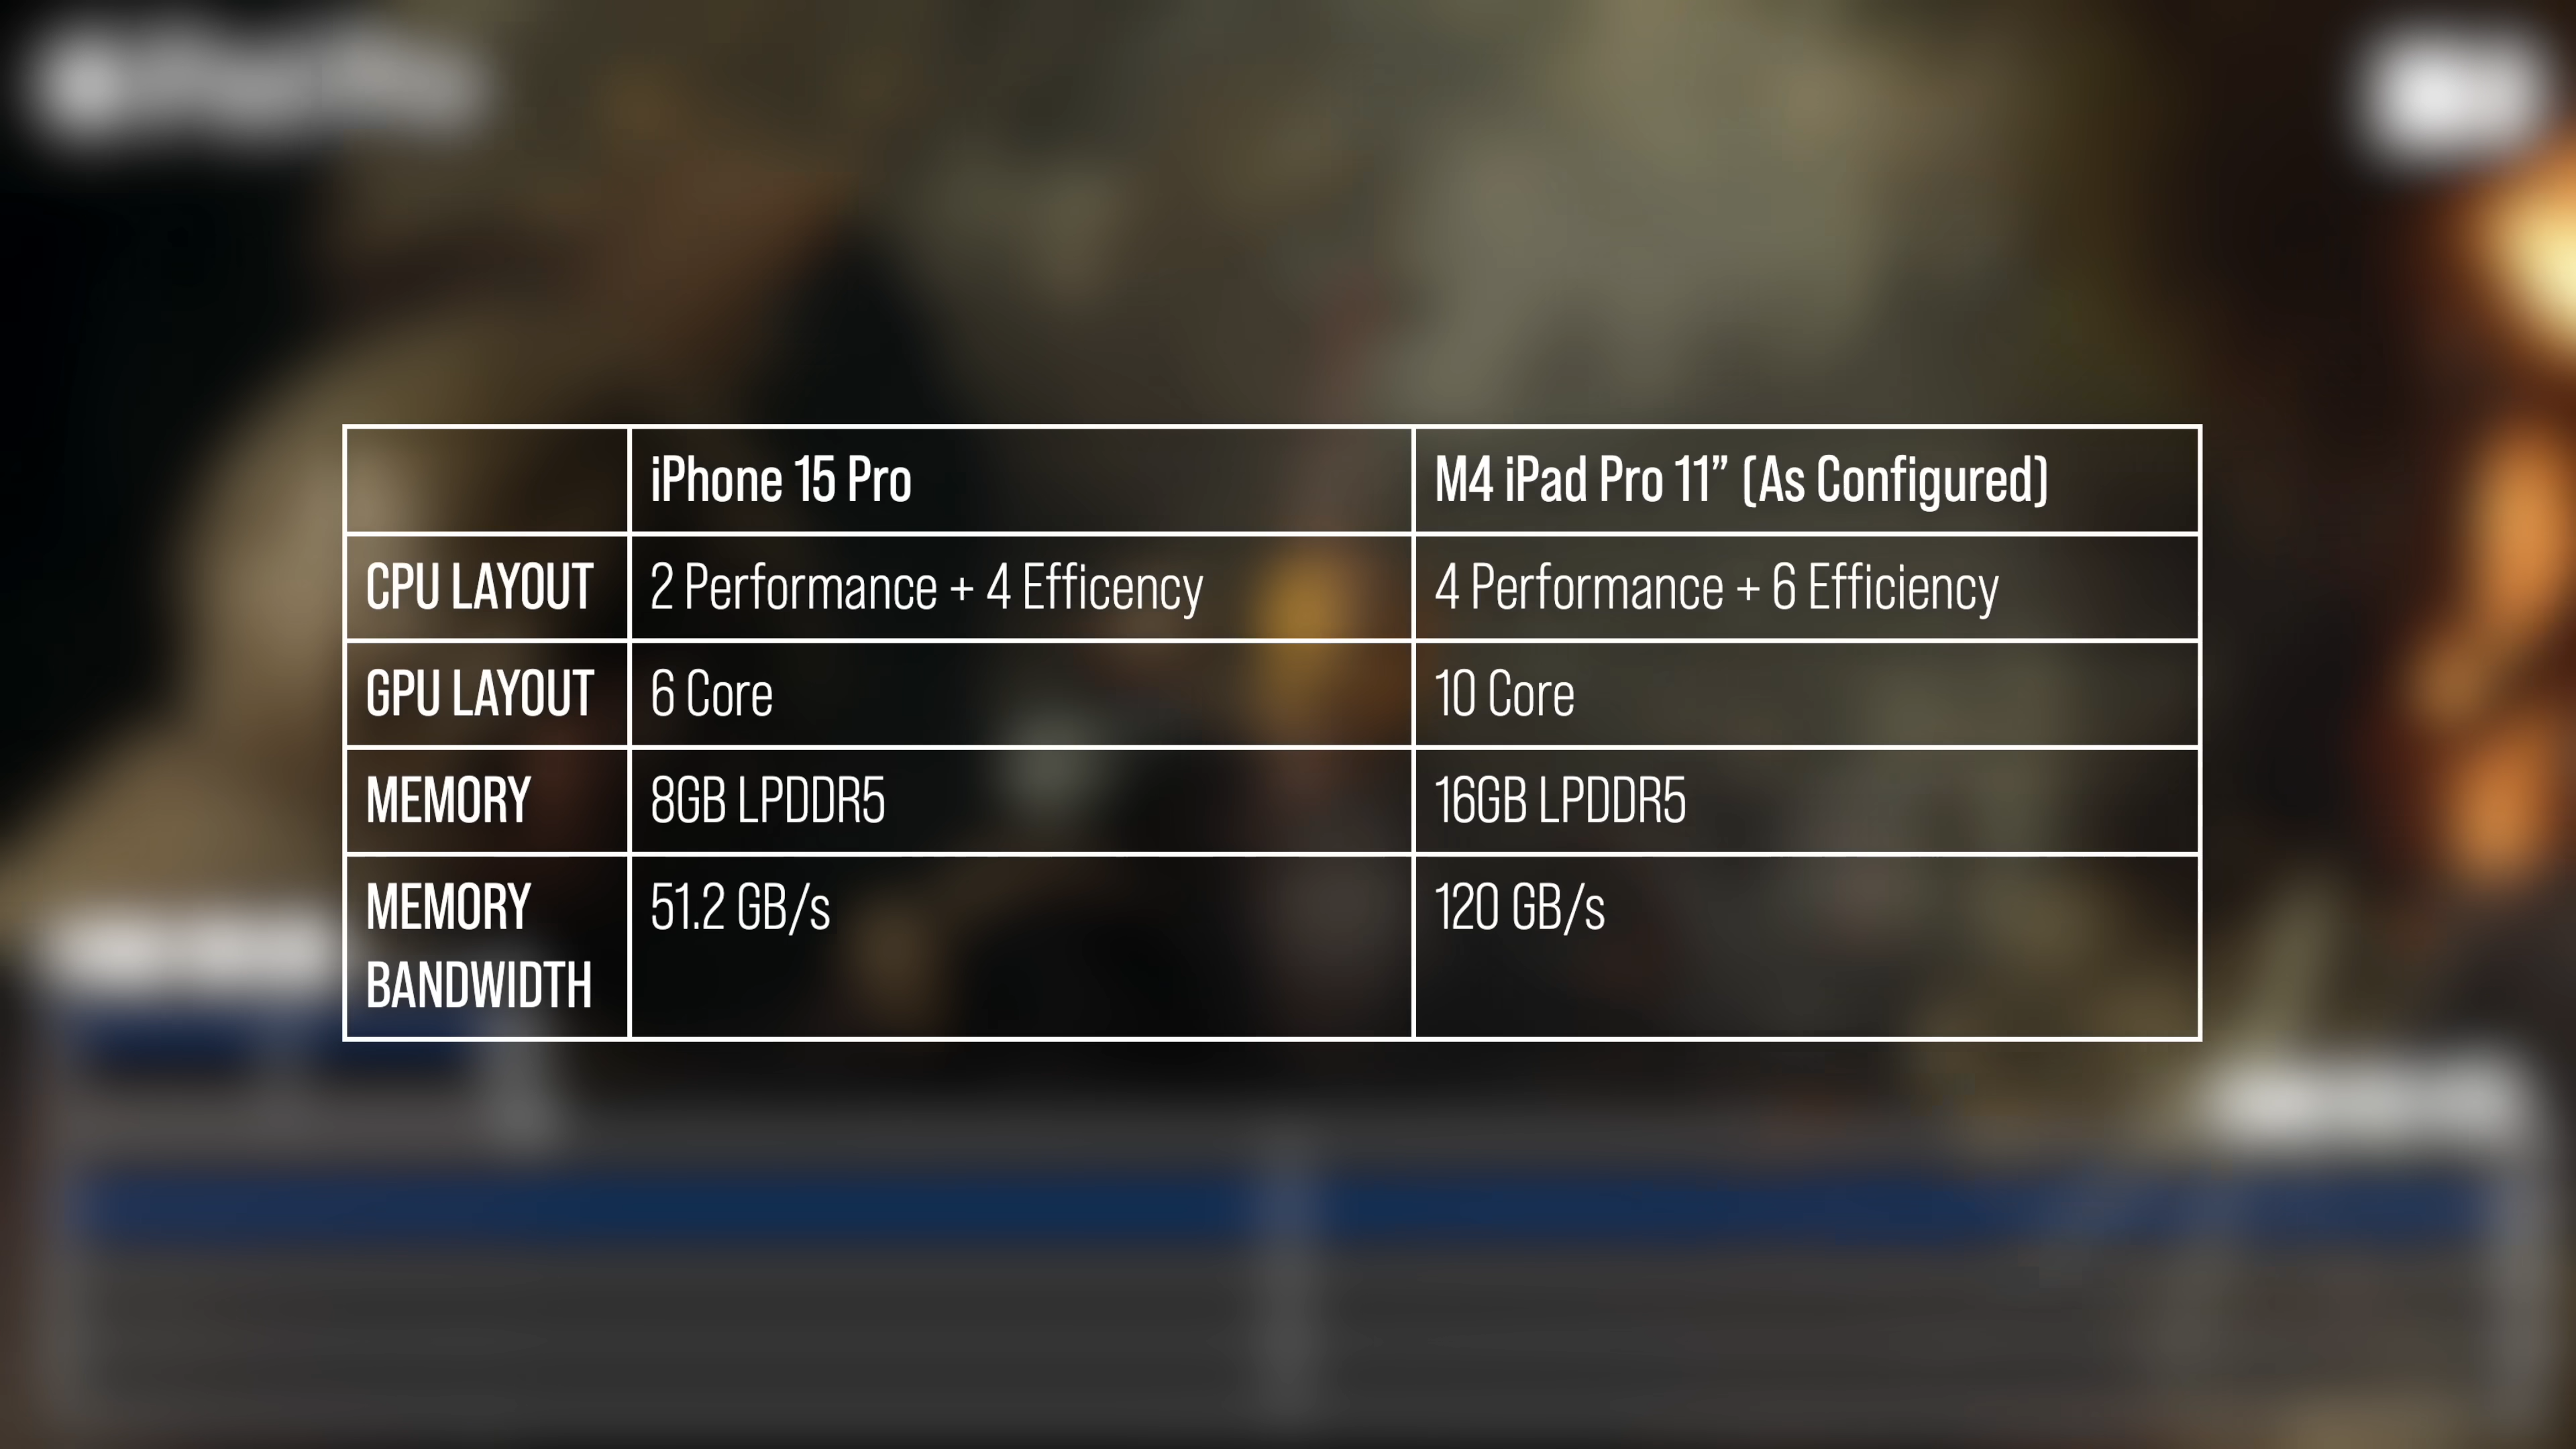 iPhone 15 Pro
M4 iPad Pro 11” (As Configured)
CPU LAYOUT
2 Performance + 4 Efficency
4 Performance + 6 Efficiency
GPU LAYOUT
6 Core
10 Core
MEMORY
8GB LPDDR5
16GB LPDDR5
MEMORY
BANDWIDTH
51.2 GB/s
120 GB/s